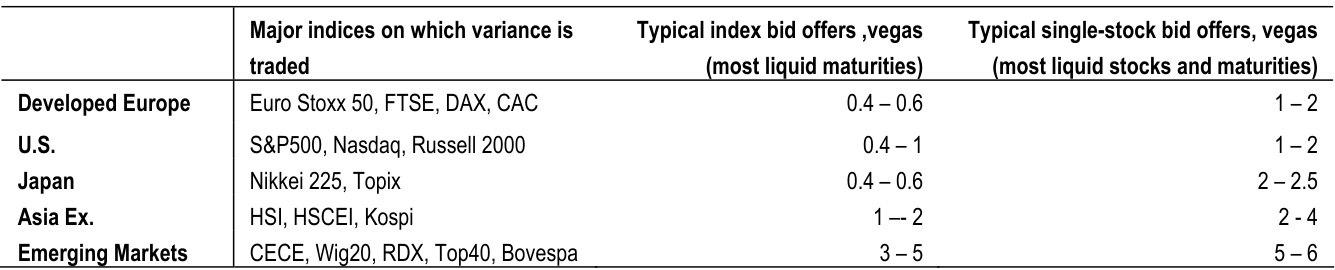 Major indices on which variance is traded Typical index bid offers ,vegas (most liquid maturities) Typical single-stock bid offers, vegas (most liquid stocks and maturities)
Developed Europe Euro Stoxx 50, FTSE, DAX, CAC 0.4 – 0.6 1 – 2
U.S. S&P500, Nasdaq, Russell 2000 0.4 – 1 1 – 2
Japan Nikkei 225, Topix 0.4 – 0.6 2 – 2.5
Asia Ex. HSI, HSCEI, Kospi 1 –- 2 2 - 4
Emerging Markets CECE, Wig20, RDX, Top40, Bovespa 3 – 5 5 – 6